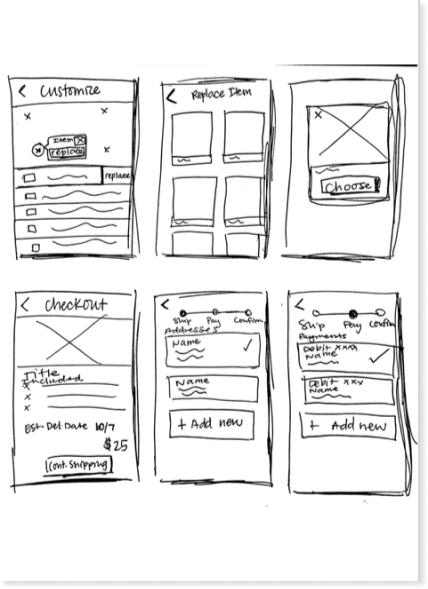 < Customize
Item X
replace
replace
< Replace Item
X
Choose
< Checkout
Title
Included
x
x
Est. Del Date 10/7
$25
Cont. Shipping
<
Ship Pay Confirm
Addresses
Name
Name
+ Add new
<
Ship Pay Confirm
Payments
Debit xxx
Name
Debit xxx
Name
+ Add new